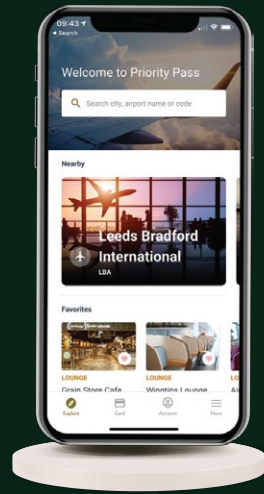 09:43
Search
Welcome to Priority Pass
Search city, airport name or code
Nearby
Leeds Bradford
International
LBA
Favorites
LOUNGE
LOUNGE
LO
Grain Store Cafe
Wingtips Lounge
Explore
Card
Account
More